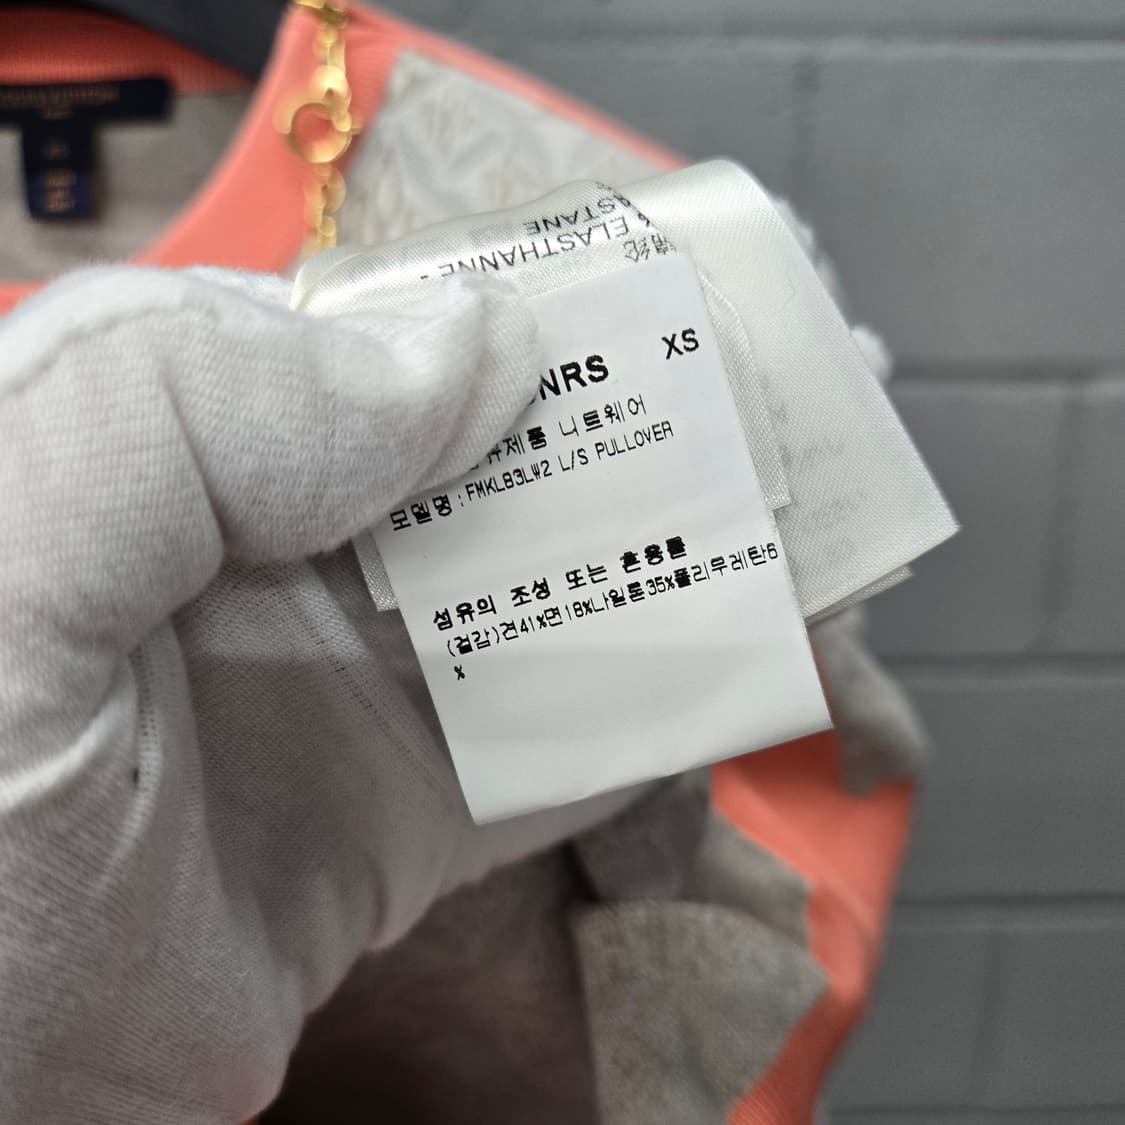 ELASTANE
% ELASTHANNE -
XS
NRS
제품 니트웨어
모델명 : FMKL83LW2 L/S PULLOVER
섬유의 조성 또는 혼용률
(겉감)견41%면18%나일론35%폴리우레탄6
%